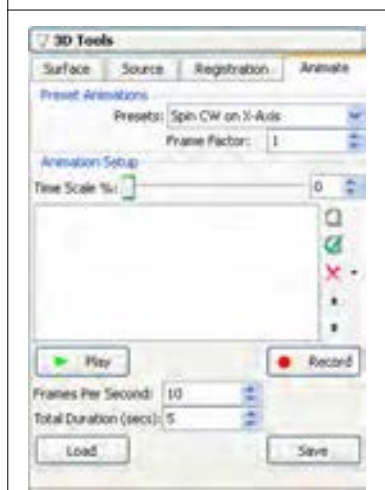 3D Tools
Surface Source Registration Animate
Preset Animations
Presets: Spin CW on X-Axis
Frame Factor: 1
Animation Setup
Time Scale %: 0
Play Record
Frames Per Second: 10
Total Duration (secs): 5
Load Save